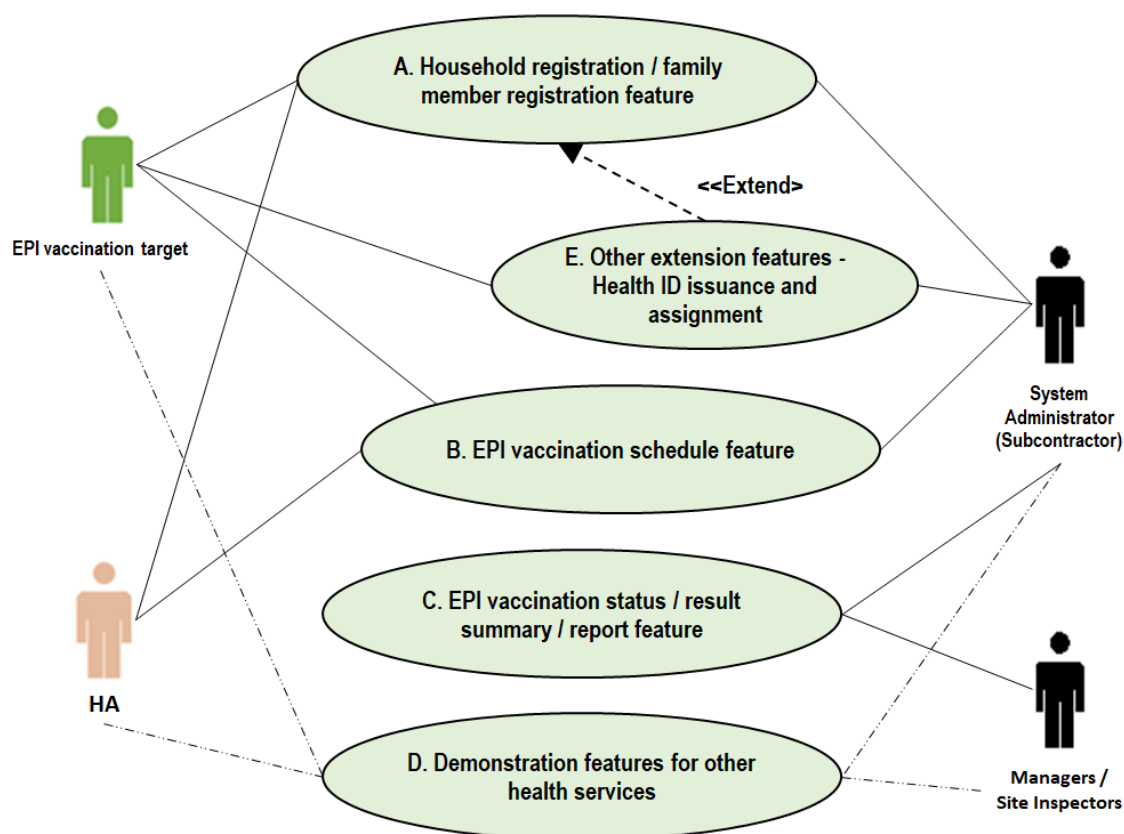 A. Household registration / family
member registration feature
<<Extend>
EPI vaccination target
E. Other extension features -
Health ID issuance and
assignment
System
Administrator
(Subcontractor)
B. EPI vaccination schedule feature
C. EPI vaccination status / result
summary / report feature
HA
D. Demonstration features for other
health services
Managers /
Site Inspectors